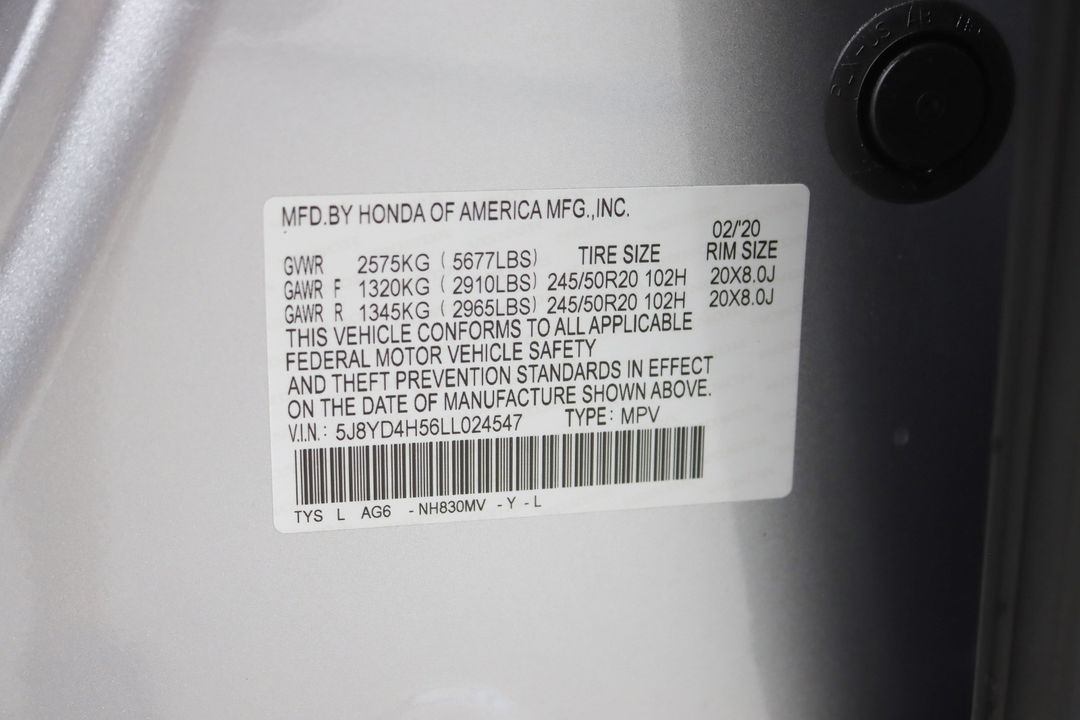 MFD.BY HONDA OF AMERICA MFG.,INC.
02/'20
GVWR 2575KG ( 5677LBS) TIRE SIZE RIM SIZE
GAWR F 1320KG ( 2910LBS) 245/50R20 102H 20X8.0J
GAWR R 1345KG ( 2965LBS) 245/50R20 102H 20X8.0J
THIS VEHICLE CONFORMS TO ALL APPLICABLE
FEDERAL MOTOR VEHICLE SAFETY
AND THEFT PREVENTION STANDARDS IN EFFECT
ON THE DATE OF MANUFACTURE SHOWN ABOVE.
V.I.N.: 5J8YD4H56LL024547 TYPE: MPV
TYS L AG6 -NH830MV -Y -L